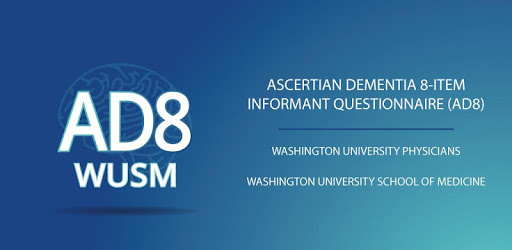 AD8
WUSM
ASCERTIAN DEMENTIA 8-ITEM
INFORMANT QUESTIONNAIRE (AD8)
WASHINGTON UNIVERSITY PHYSICIANS
WASHINGTON UNIVERSITY SCHOOL OF MEDICINE